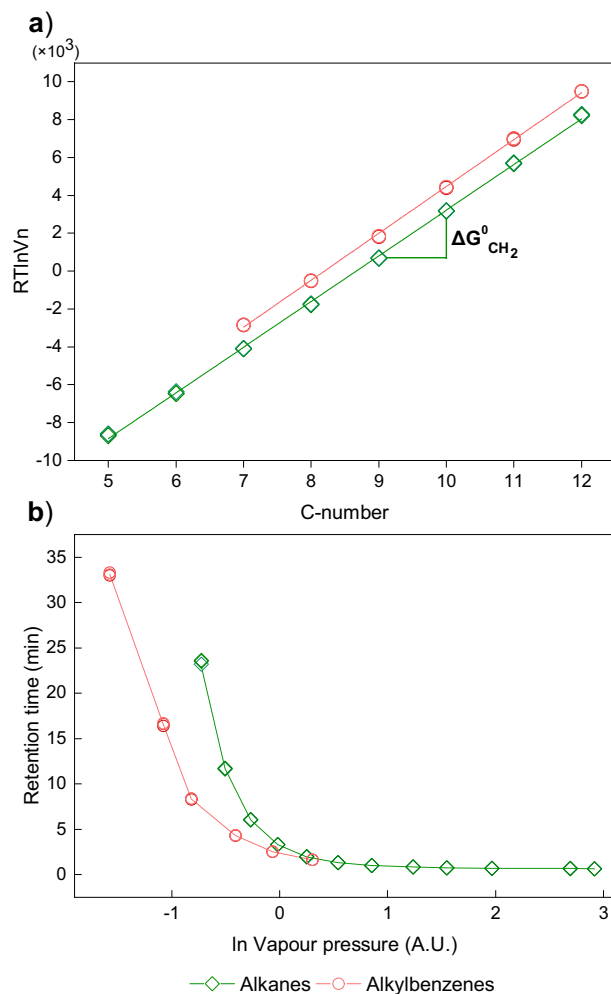 a)
(×10³)
10
8
6
4
2
0
-2
-4
-6
-8
-10
RTlnVn
ΔG⁰CH₂
5 6 7 8 9 10 11 12
C-number
b)
35
30
25
20
15
10
5
0
Retention time (min)
-1 0 1 2 3
ln Vapour pressure (A.U.)
Alkanes Alkylbenzenes